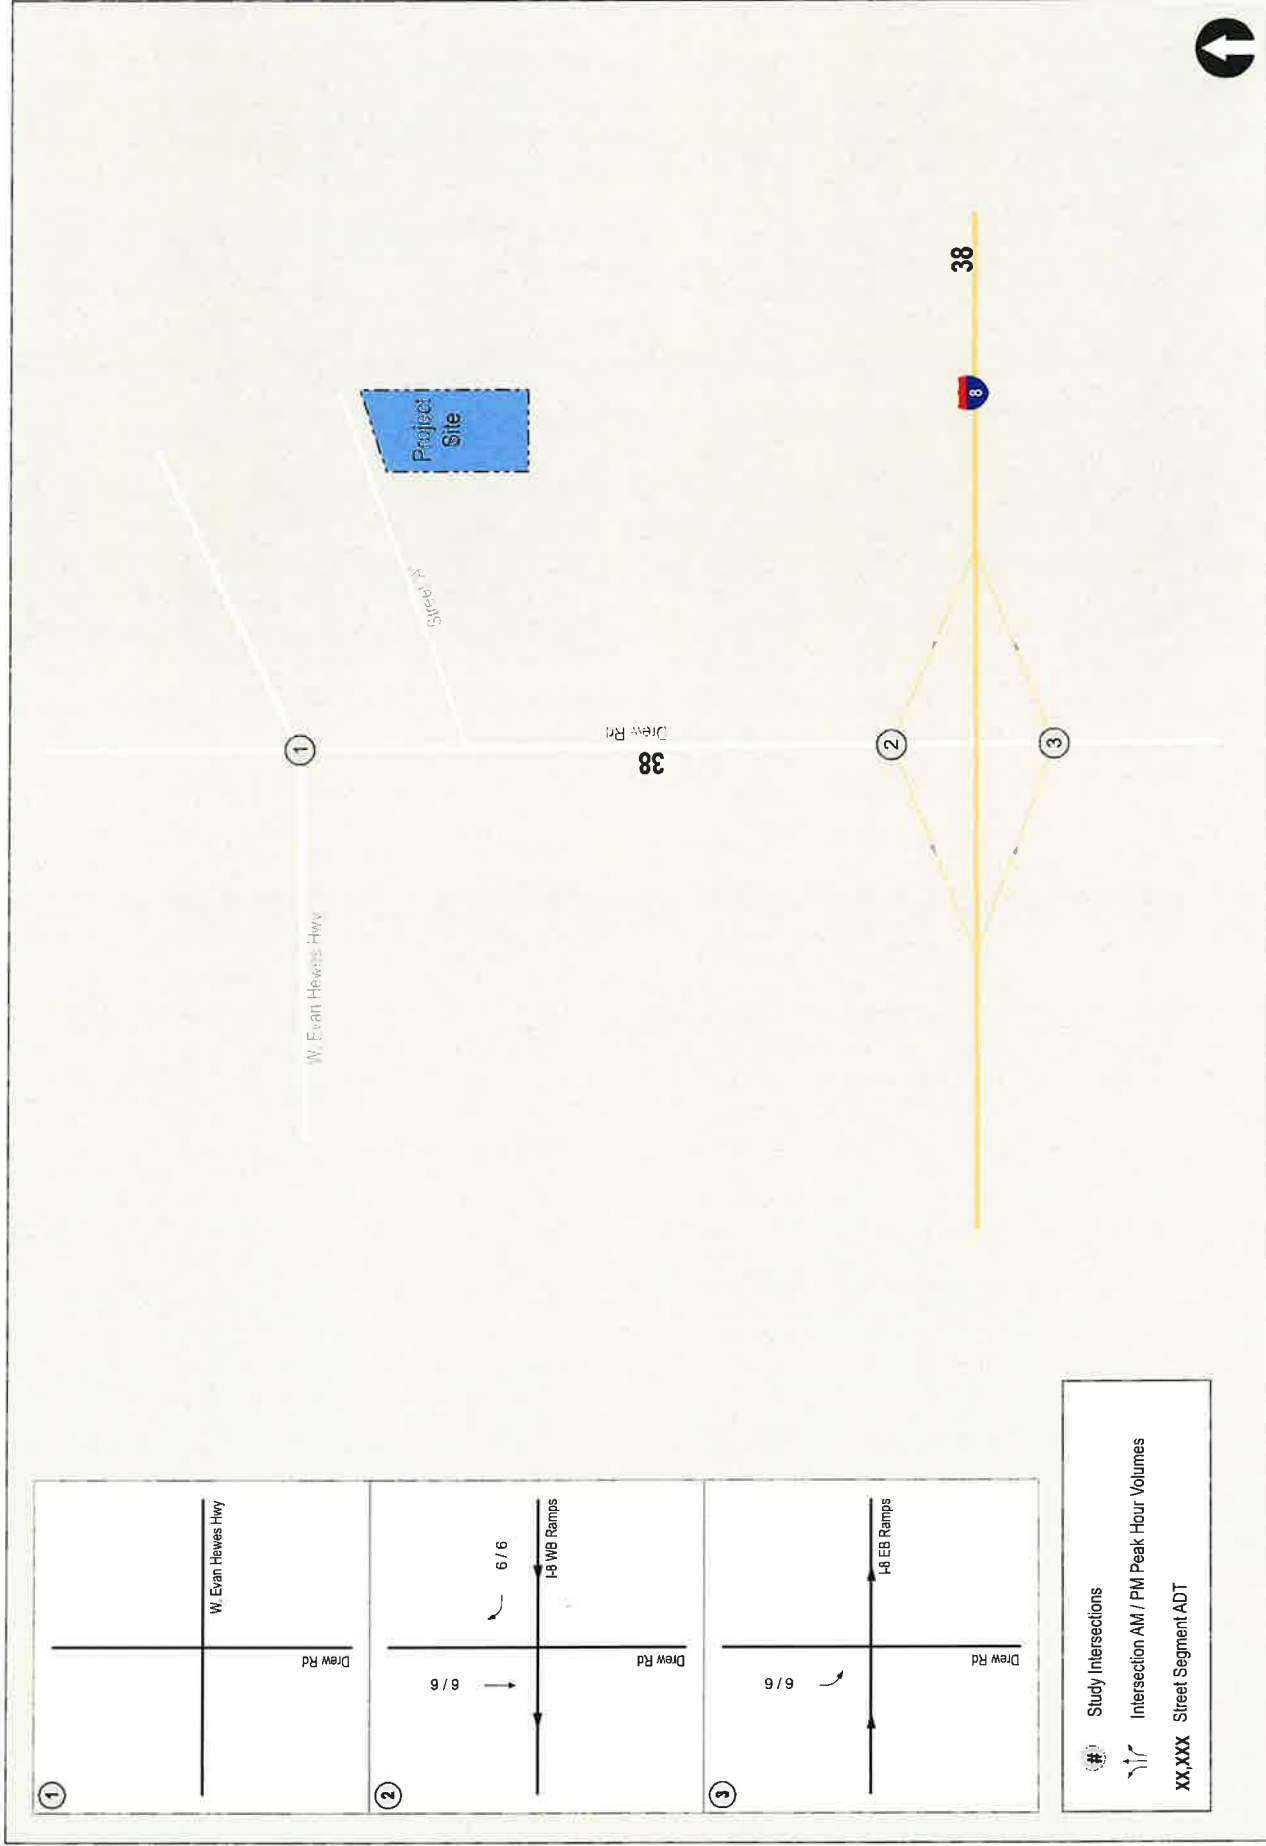 1
W. Evan Hewes Hwy
Drew Rd
2
6 / 6
6 / 6
I-8 WB Ramps
Drew Rd
3
6 / 6
I-8 EB Ramps
Drew Rd
# Study Intersections
Intersection AM / PM Peak Hour Volumes
XX,XXX Street Segment ADT
W. Evan Hewes Hwy
1
Street 'A'
Project
Site
Drew Rd
38
2
3
8
38